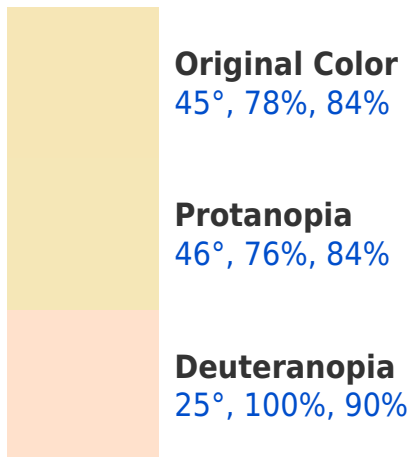 Original Color
45°, 78%, 84%
Protanopia
46°, 76%, 84%
Deuteranopia
25°, 100%, 90%